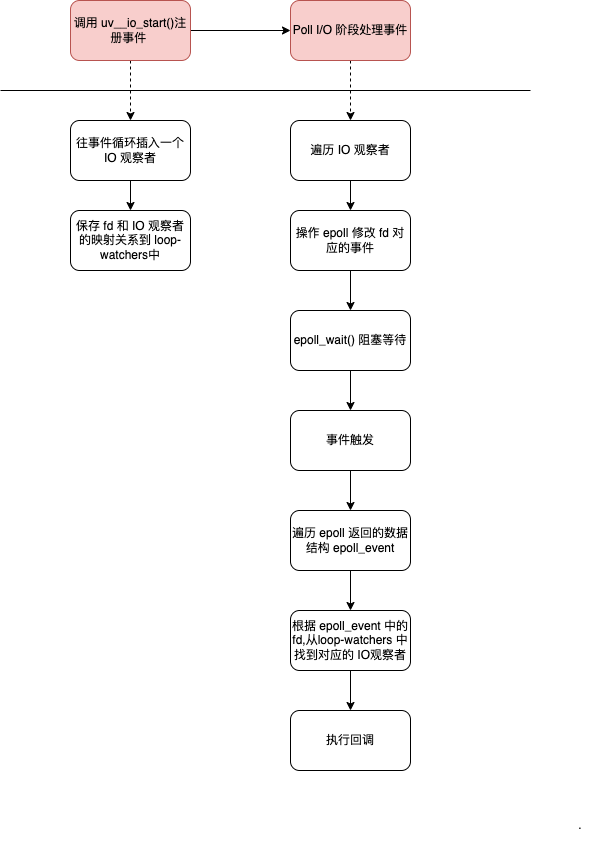 调用 uv__io_start()注
册事件
Poll I/O 阶段处理事件
往事件循环插入一个
IO 观察者
遍历 IO 观察者
保存 fd 和 IO 观察者
的映射关系到 loop-
watchers中
操作 epoll 修改 fd 对
应的事件
epoll_wait() 阻塞等待
事件触发
遍历 epoll 返回的数据
结构 epoll_event
根据 epoll_event 中的
fd,从loop-watchers 中
找到对应的 IO观察者
执行回调
.